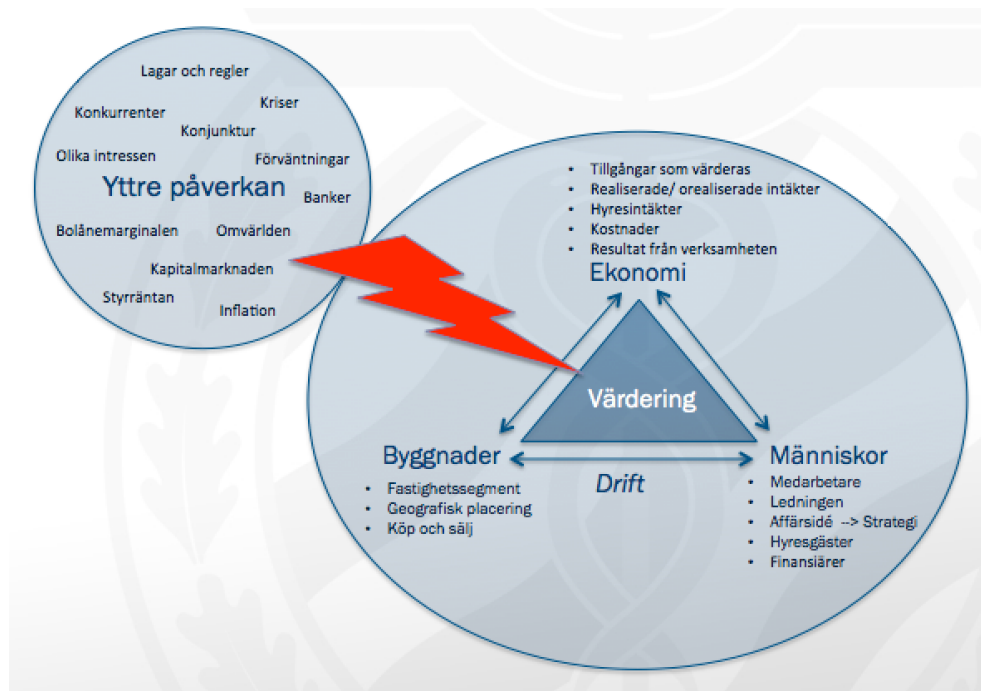 Lagar och regler
Kriser
Konkurrenter
Konjunktur
Olika intressen
Förväntningar
Yttre påverkan
Banker
Bolånemarginalen
Omvärlden
Kapitalmarknaden
Styrräntan
Inflation
• Tillgångar som värderas
• Realiserade/ orealiserade intäkter
• Hyresintäkter
• Kostnader
• Resultat från verksamheten
Ekonomi
Värdering
Byggnader
• Fastighetssegment
• Geografisk placering
• Köp och sälj
Drift
Människor
• Medarbetare
• Ledningen
• Affärsidé --> Strategi
• Hyresgäster
• Finansiärer